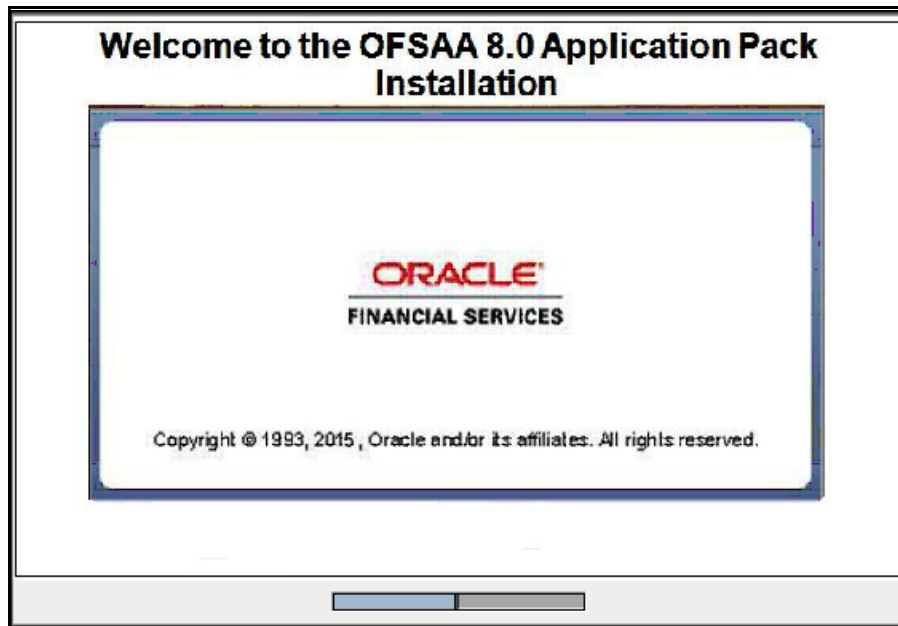 Welcome to the OFSAA 8.0 Application Pack
Installation
ORACLE®
FINANCIAL SERVICES
Copyright © 1993, 2015 , Oracle and/or its affiliates. All rights reserved.